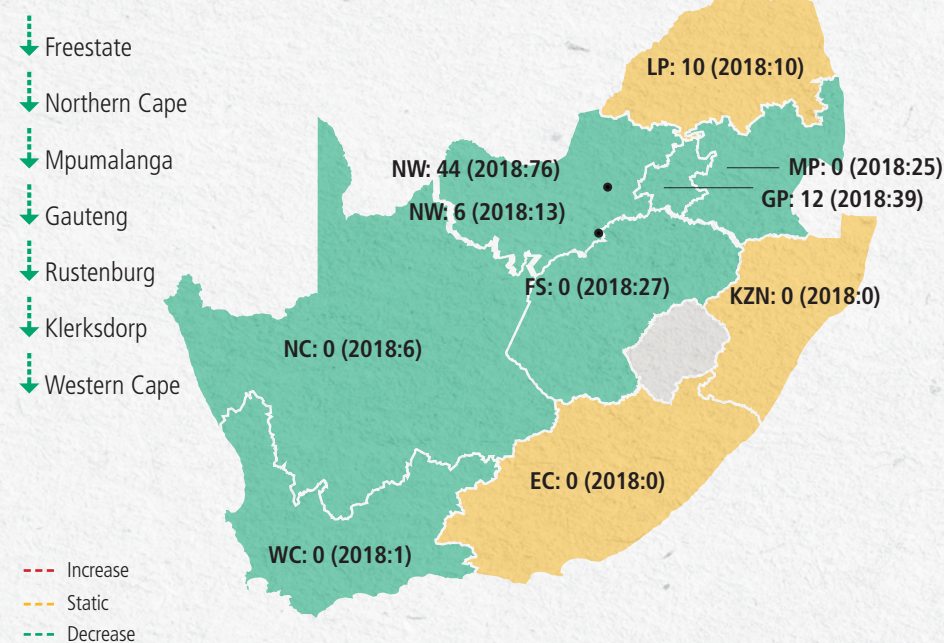 Freestate
Northern Cape
Mpumalanga
Gauteng
Rustenburg
Klerksdorp
Western Cape
LP: 10 (2018:10)
NW: 44 (2018:76)
MP: 0 (2018:25)
GP: 12 (2018:39)
NW: 6 (2018:13)
FS: 0 (2018:27)
KZN: 0 (2018:0)
NC: 0 (2018:6)
EC: 0 (2018:0)
WC: 0 (2018:1)
Increase
Static
Decrease